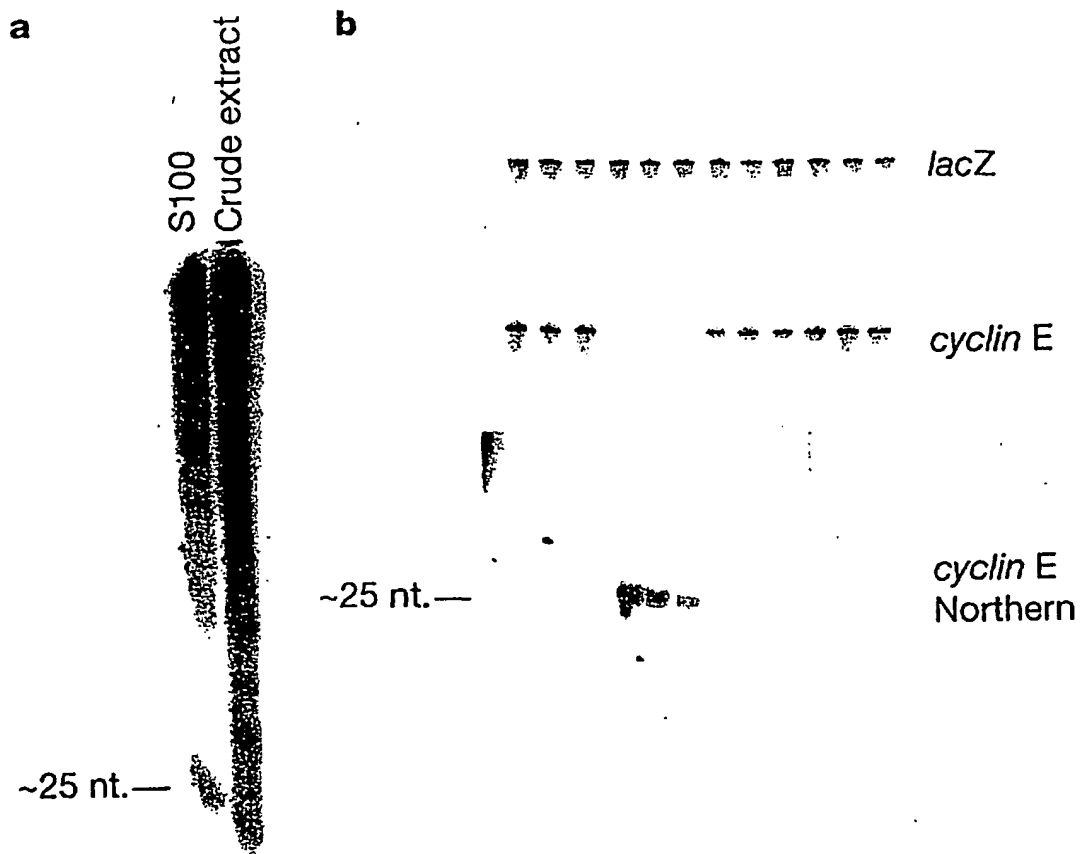 a
b
S100
Crude extract
lacZ
cyclin E
~25 nt.
cyclin E
Northern
~25 nt.